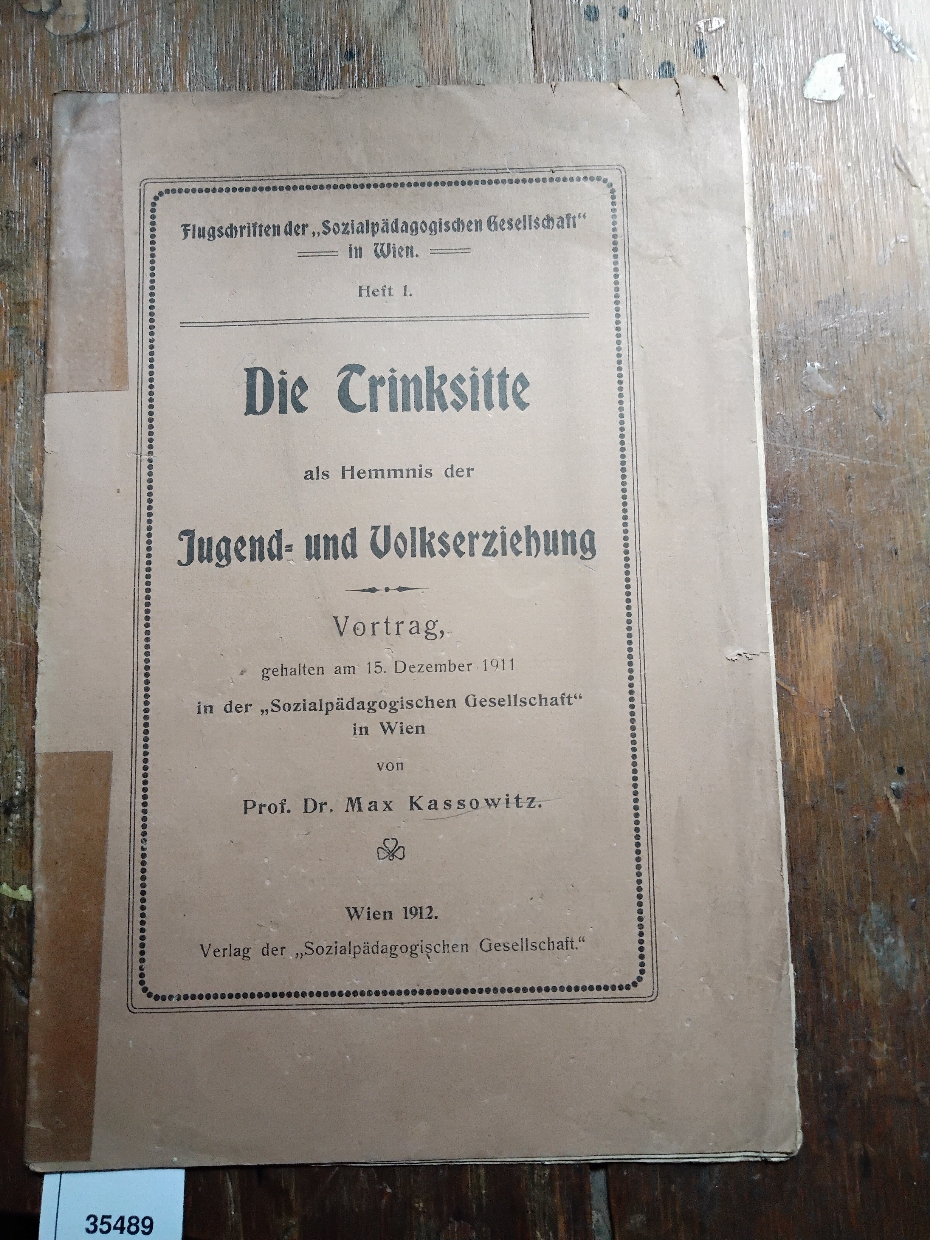 Flugschriften der „Sozialpädagogischen Gesellschaft“
in Wien.
Heft 1.
Die Trinksitte
als Hemmnis der
Jugend- und Volkserziehung
Vortrag,
gehalten am 15. Dezember 1911
in der „Sozialpädagogischen Gesellschaft“
in Wien
von
Prof. Dr. Max Kassowitz.
Wien 1912.
Verlag der „Sozialpädagogischen Gesellschaft.“
35489